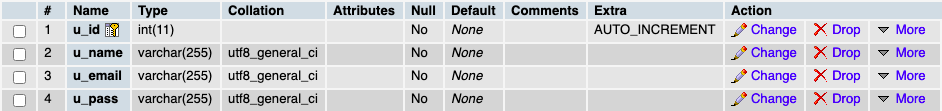 # Name Type Collation Attributes Null Default Comments Extra Action
1 u_id int(11) No None AUTO_INCREMENT Change Drop More
2 u_name varchar(255) utf8_general_ci No None Change Drop More
3 u_email varchar(255) utf8_general_ci No None Change Drop More
4 u_pass varchar(255) utf8_general_ci No None Change Drop More